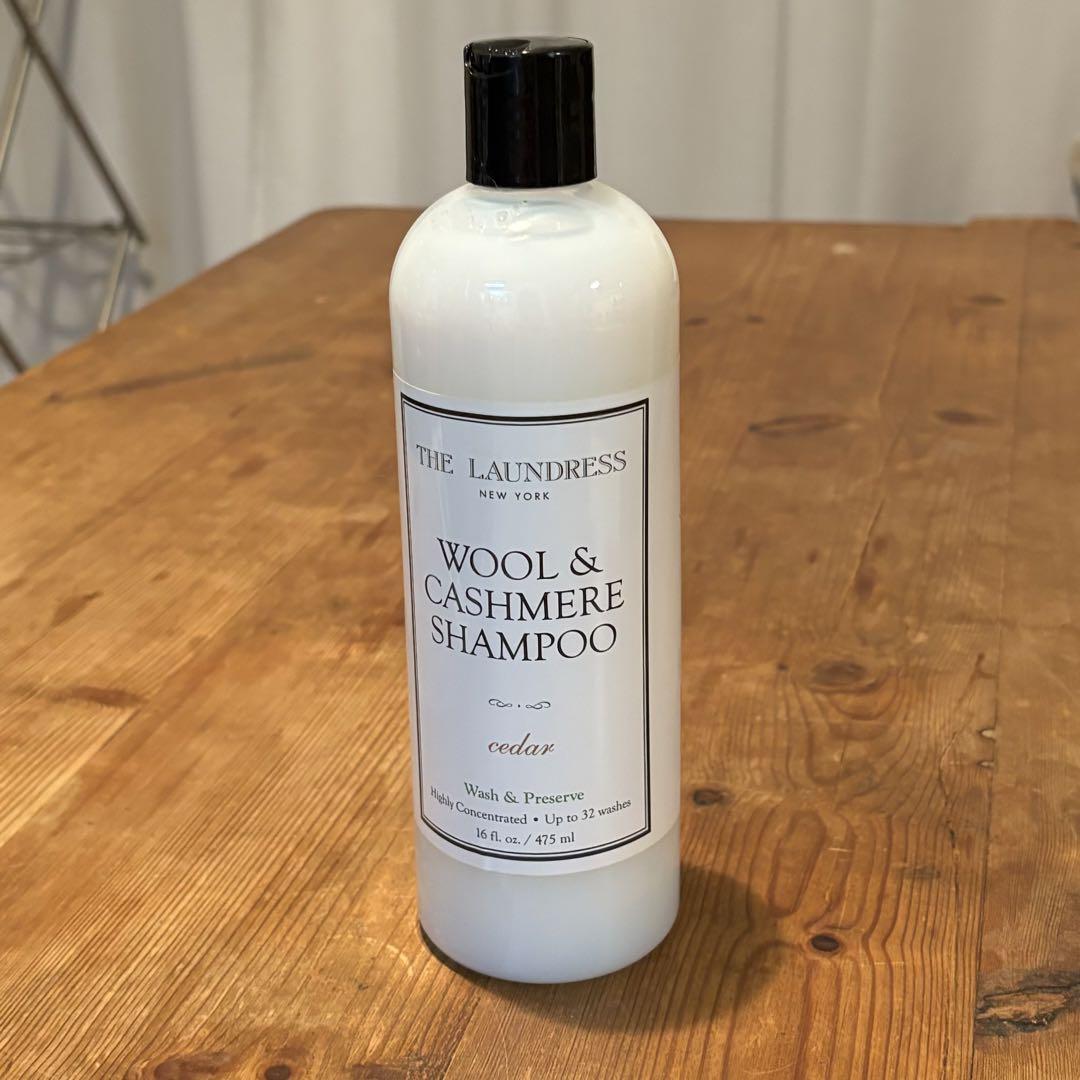 THE LAUNDRESS
NEW YORK
WOOL &
CASHMERE
SHAMPOO
cedar
Wash & Preserve
Highly Concentrated • Up to 32 washes
16 fl. oz. / 475 ml